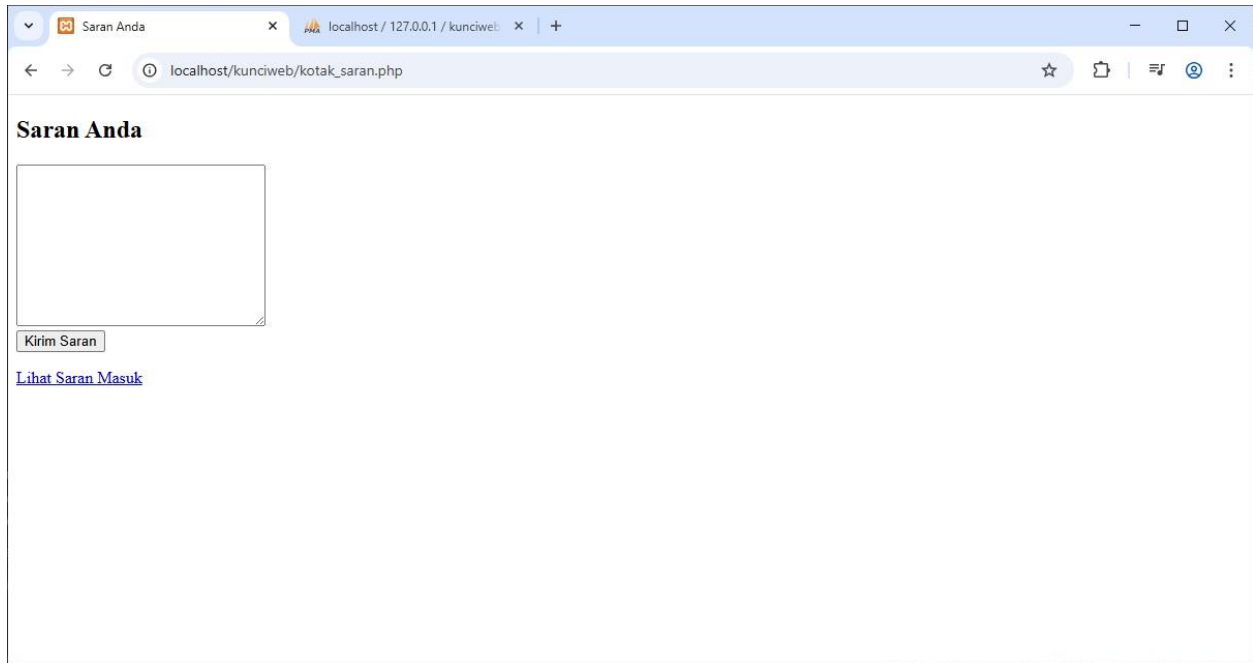 Saran Anda
localhost / 127.0.0.1 / kunciweb
localhost/kunciweb/kotak_saran.php
Saran Anda
Kirim Saran
Lihat Saran Masuk